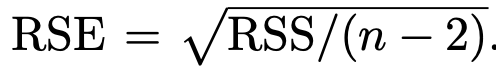 RSE = √RSS/(n − 2).